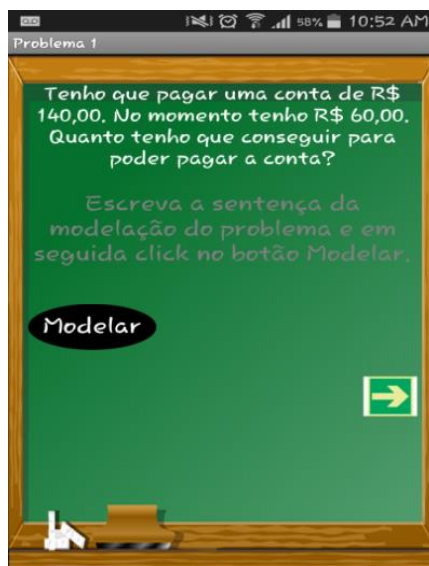 58% 10:52 AM
Problema 1
Tenho que pagar uma conta de R$
140,00. No momento tenho R$ 60,00.
Quanto tenho que conseguir para
poder pagar a conta?
Escreva a sentença da
modelação do problema e em
seguida click no botão Modelar.
Modelar